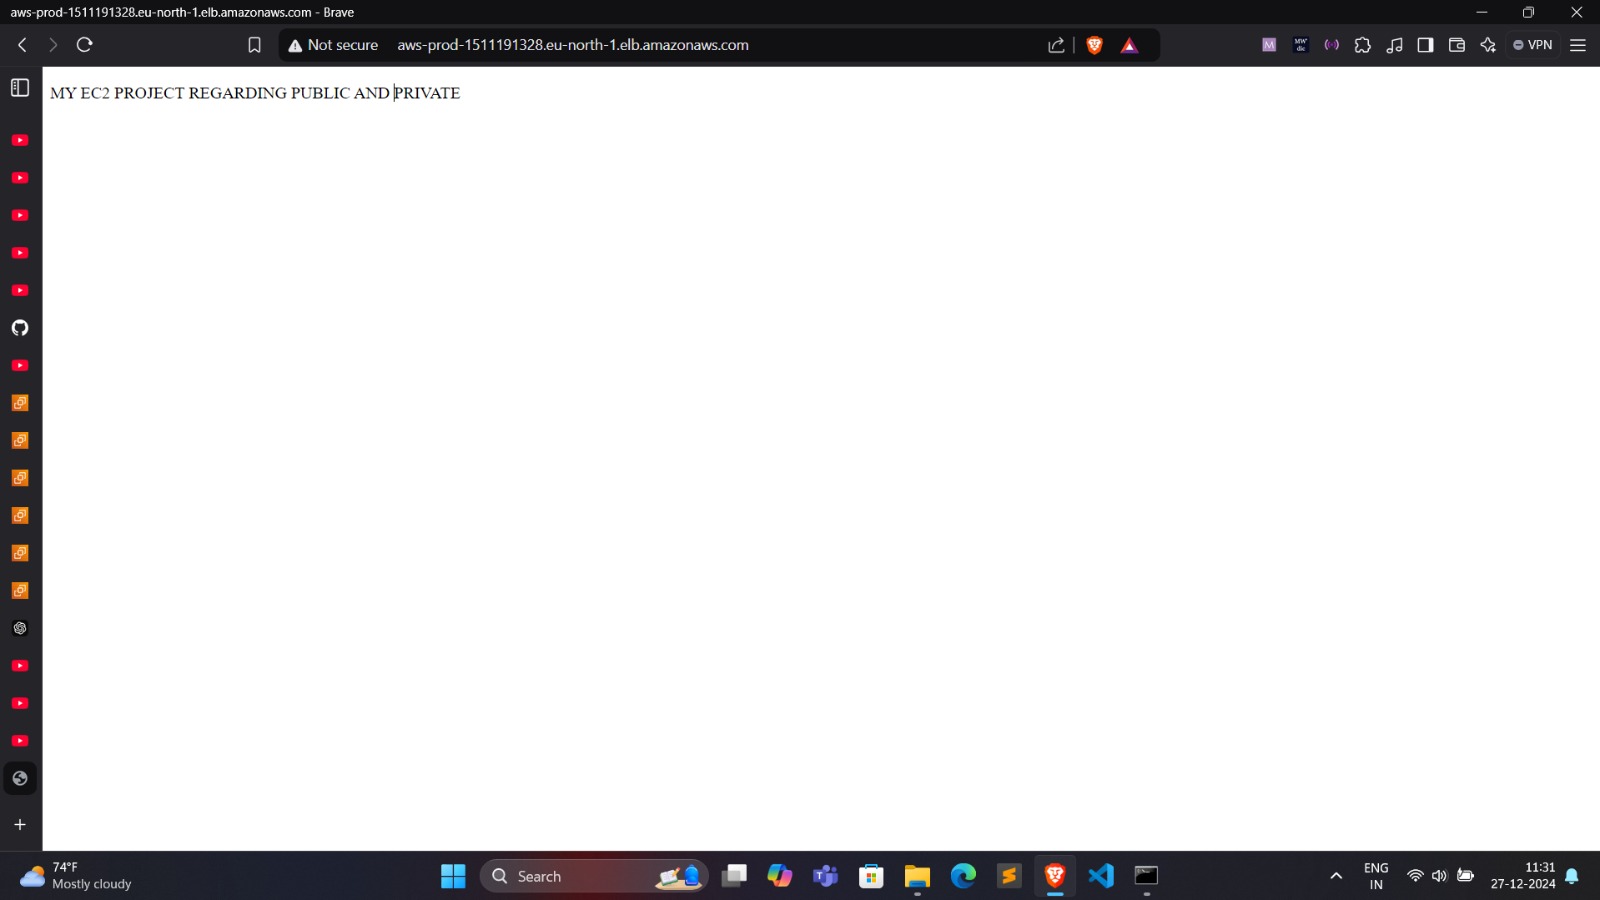 aws-prod-1511191328.eu-north-1.elb.amazonaws.com - Brave
Not secure aws-prod-1511191328.eu-north-1.elb.amazonaws.com
M
MW dic
VPN
MY EC2 PROJECT REGARDING PUBLIC AND PRIVATE
74°F
Mostly cloudy
Search
ENG
IN
11:31
27-12-2024